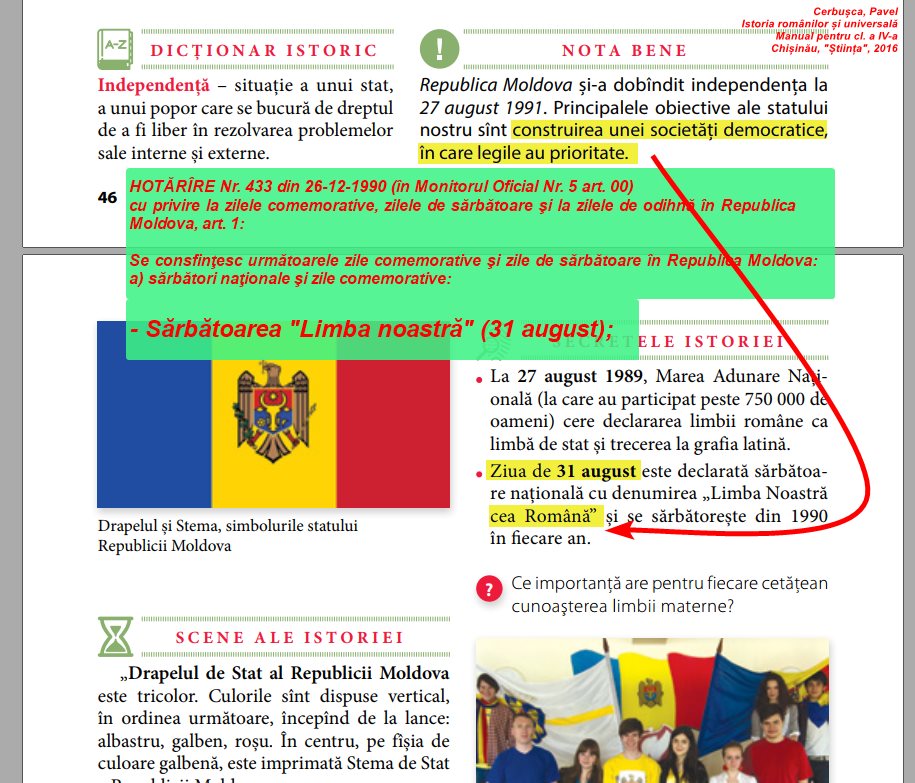 Cerbușca, Pavel
Istoria românilor și universală
Manual pentru cl. a IV-a
Chișinău, "Știința", 2016
A-Z
DICȚIONAR ISTORIC
Independență – situație a unui stat,
a unui popor care se bucură de dreptul
de a fi liber în rezolvarea problemelor
sale interne și externe.
!
NOTA BENE
Republica Moldova și-a dobîndit independența la
27 august 1991. Principalele obiective ale statului
nostru sînt construirea unei societăți democratice,
în care legile au prioritate.
46
HOTĂRÎRE Nr. 433 din 26-12-1990 (în Monitorul Oficial Nr. 5 art. 00)
cu privire la zilele comemorative, zilele de sărbătoare şi la zilele de odihnă în Republica
Moldova, art. 1:
Se consfinţesc următoarele zile comemorative şi zile de sărbătoare în Republica Moldova:
a) sărbători naţionale şi zile comemorative:
- Sărbătoarea "Limba noastră" (31 august);
Drapelul și Stema, simbolurile statului
Republicii Moldova
SECRETELE ISTORIEI
• La 27 august 1989, Marea Adunare Nați-
onală (la care au participat peste 750 000 de
oameni) cere declararea limbii române ca
limbă de stat și trecerea la grafia latină.
• Ziua de 31 august este declarată sărbătoa-
re națională cu denumirea „Limba Noastră
cea Română” și se sărbătorește din 1990
în fiecare an.
? Ce importanță are pentru fiecare cetățean
cunoaşterea limbii materne?
SCENE ALE ISTORIEI
„Drapelul de Stat al Republicii Moldova
este tricolor. Culorile sînt dispuse vertical,
în ordinea următoare, începînd de la lance:
albastru, galben, roșu. În centru, pe fîșia de
culoare galbenă, este imprimată Stema de Stat